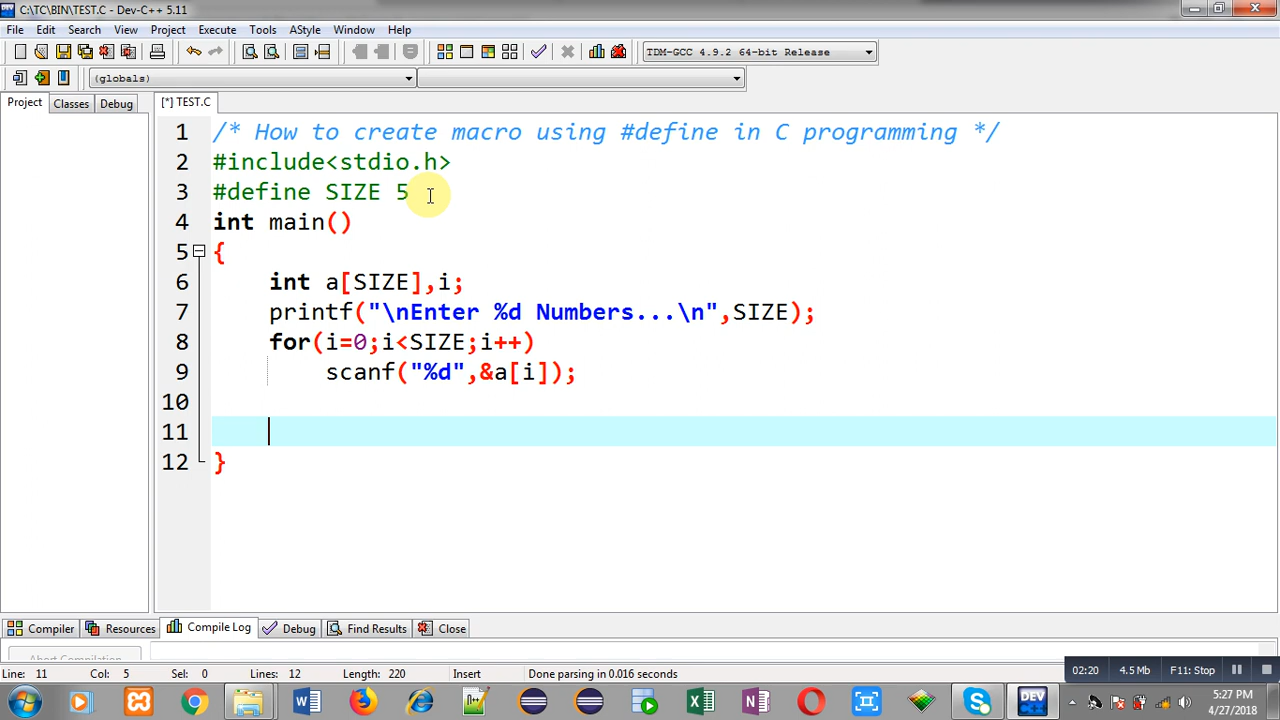 C:\TC\BIN\TEST.C - Dev-C++ 5.11
File Edit Search View Project Execute Tools AStyle Window Help
TDM-GCC 4.9.2 64-bit Release
(globals)
Project Classes Debug [*] TEST.C
1 /* How to create macro using #define in C programming */
2 #include<stdio.h>
3 #define SIZE 5
4 int main()
5 {
6 int a[SIZE],i;
7 printf("\nEnter %d Numbers...\n",SIZE);
8 for(i=0;i<SIZE;i++)
9 scanf("%d",&a[i]);
10
11
12 }
Compiler Resources Compile Log Debug Find Results Close
Abort Compilation
Line: 11 Col: 5 Sel: 0 Lines: 12 Length: 220 Insert Done parsing in 0.016 seconds
02:20 4.5 Mb F11: Stop
DEV
5:27 PM
4/27/2018